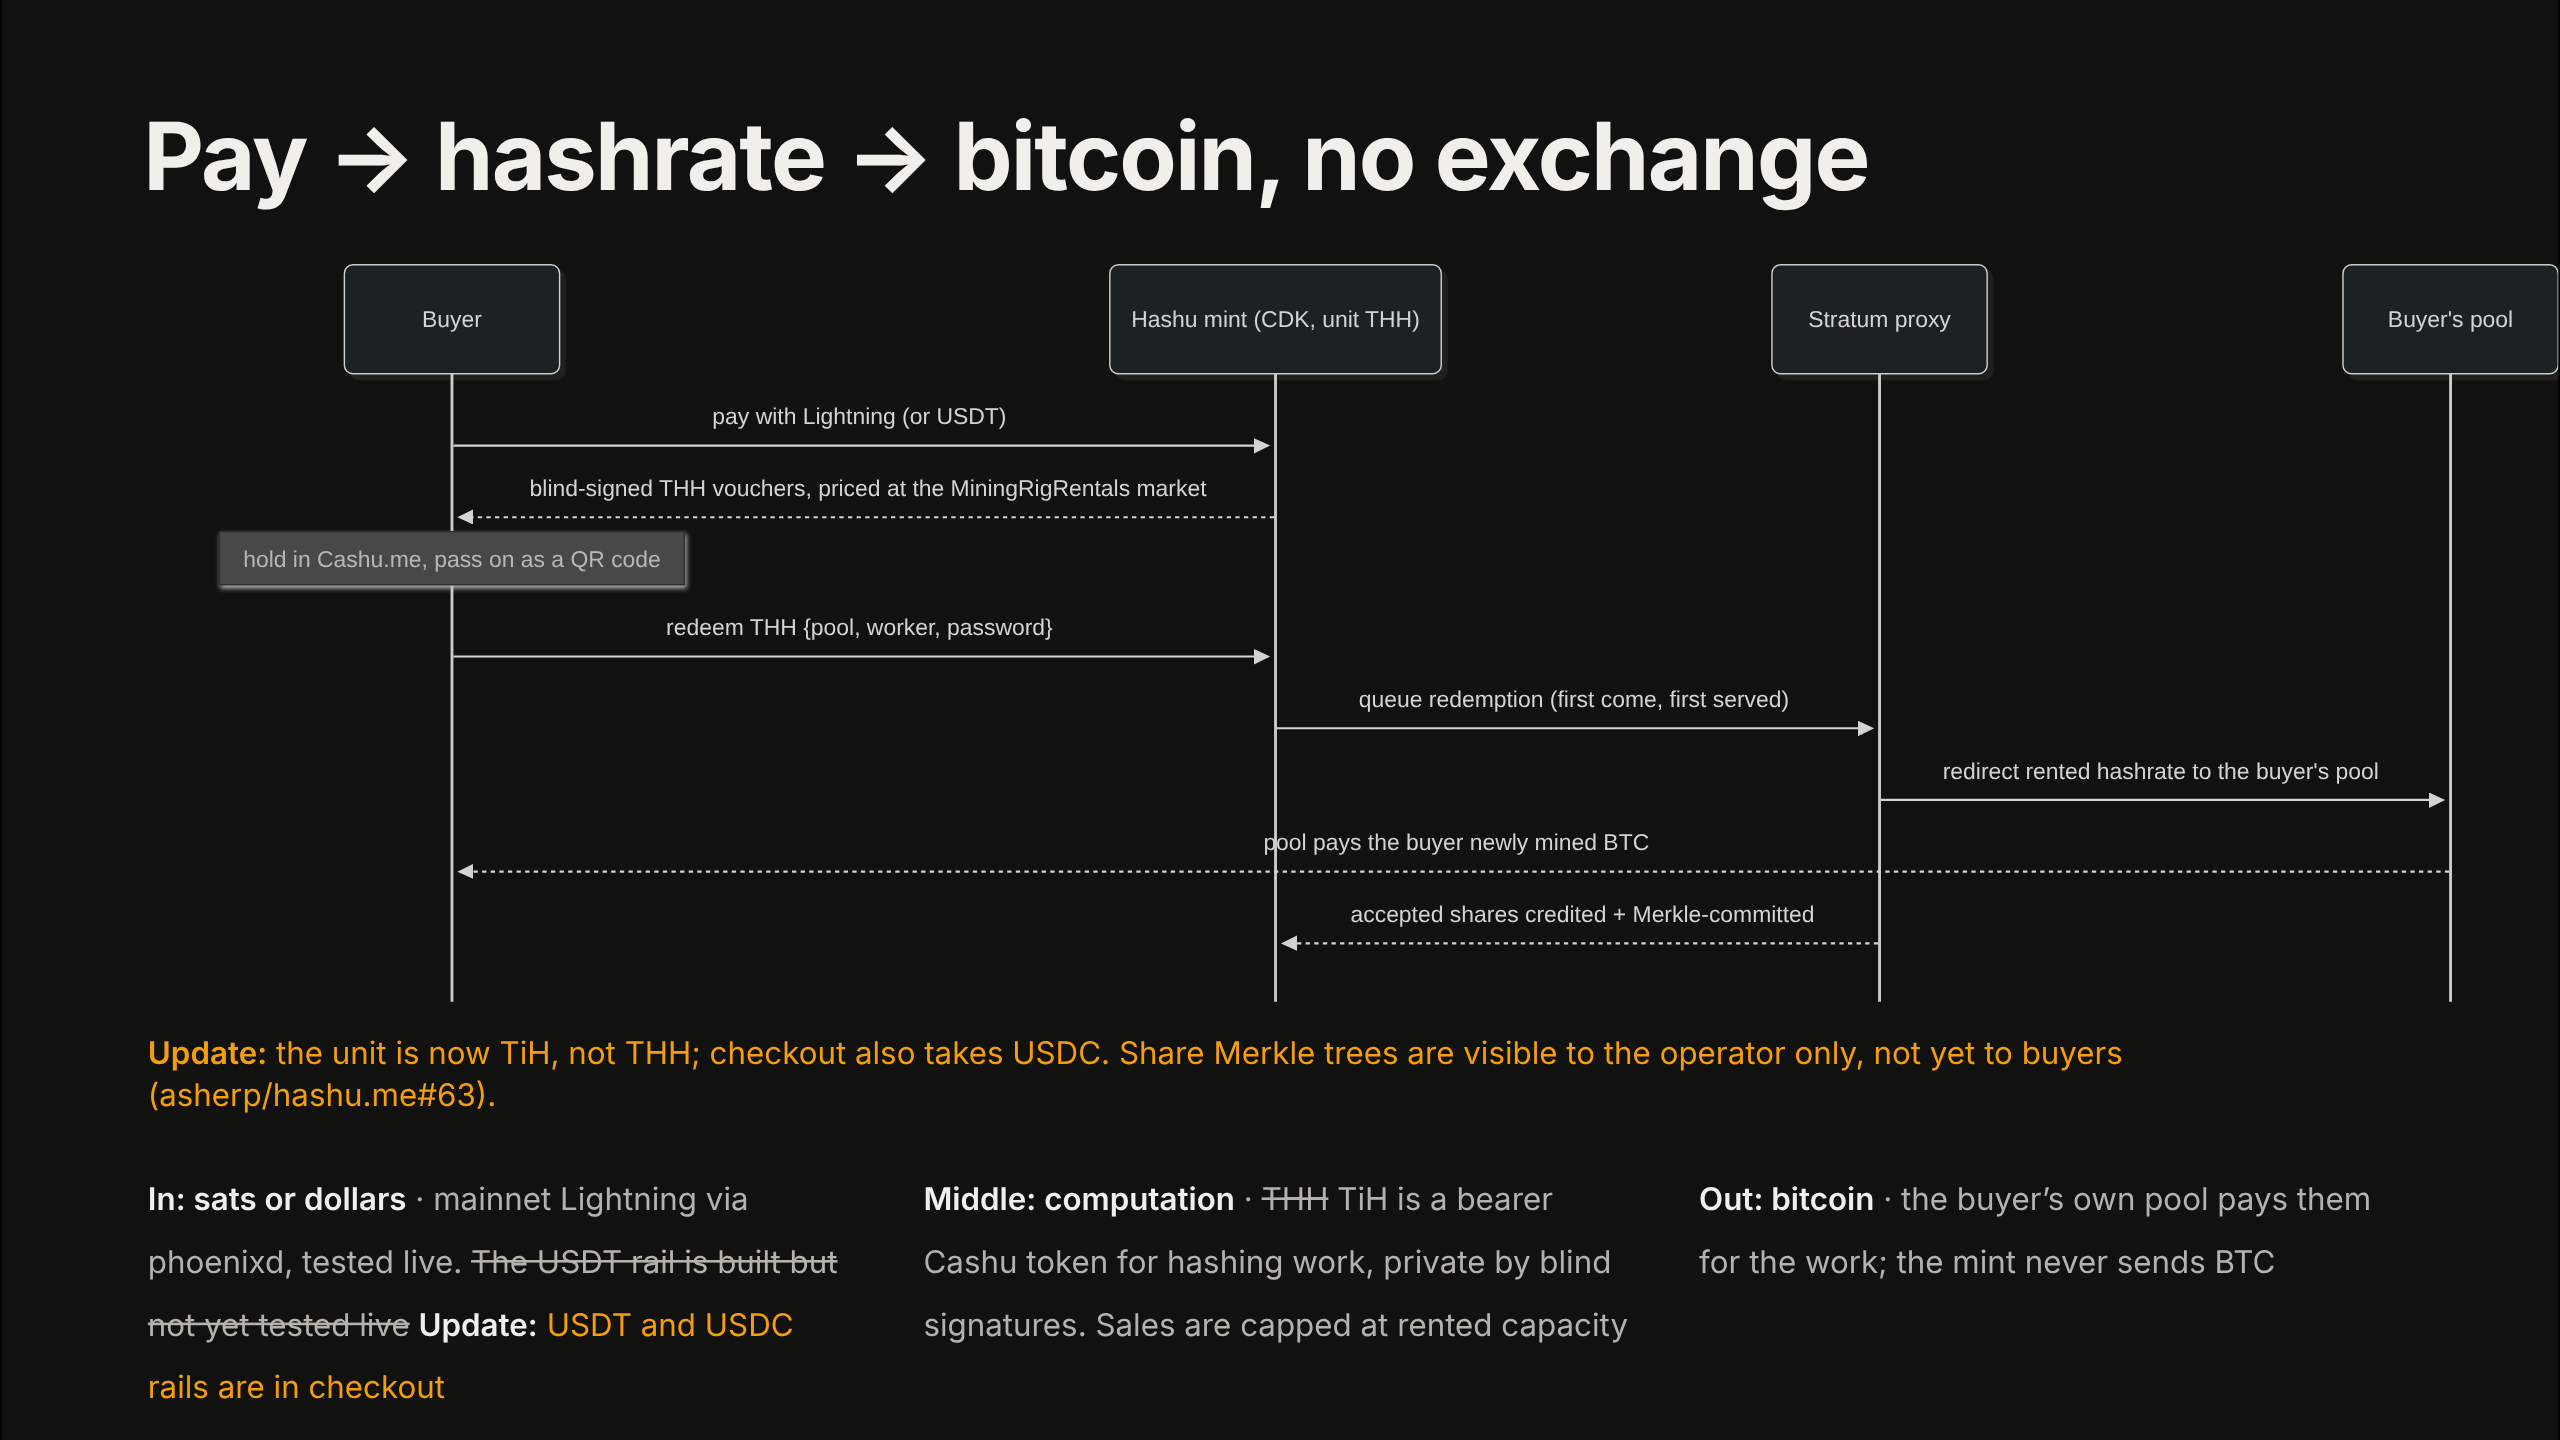 Pay → hashrate → bitcoin, no exchange
Buyer
Hashu mint (CDK, unit THH)
Stratum proxy
Buyer's pool
pay with Lightning (or USDT)
blind-signed THH vouchers, priced at the MiningRigRentals market
hold in Cashu.me, pass on as a QR code
redeem THH {pool, worker, password}
queue redemption (first come, first served)
redirect rented hashrate to the buyer's pool
pool pays the buyer newly mined BTC
accepted shares credited + Merkle-committed
Update: the unit is now TiH, not THH; checkout also takes USDC. Share Merkle trees are visible to the operator only, not yet to buyers
(asherp/hashu.me#63).
In: sats or dollars · mainnet Lightning via
phoenixd, tested live. The USDT rail is built but
not yet tested live Update: USDT and USDC
rails are in checkout
Middle: computation · THH TiH is a bearer
Cashu token for hashing work, private by blind
signatures. Sales are capped at rented capacity
Out: bitcoin · the buyer’s own pool pays them
for the work; the mint never sends BTC